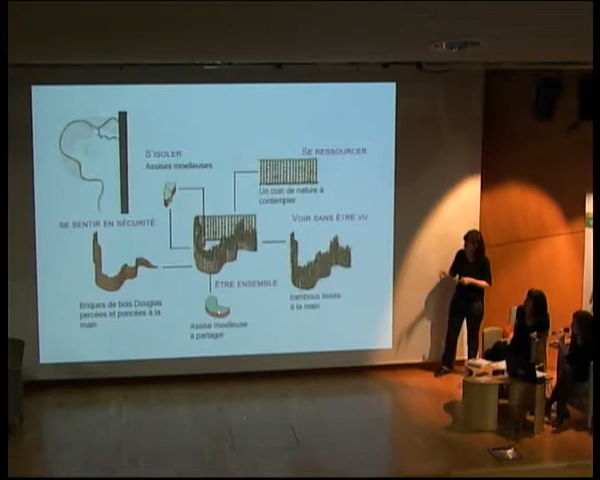 S'ISOLER
Assises moelleuses
SE RESSOURCER
Un coin de nature à
contempler
SE SENTIR EN SÉCURITÉ
VOIR SANS ÊTRE VU
ÊTRE ENSEMBLE
Briques de bois Douglas
percées et poncées à la
main
bambous tissés
à la main
Assise moelleuse
à partager